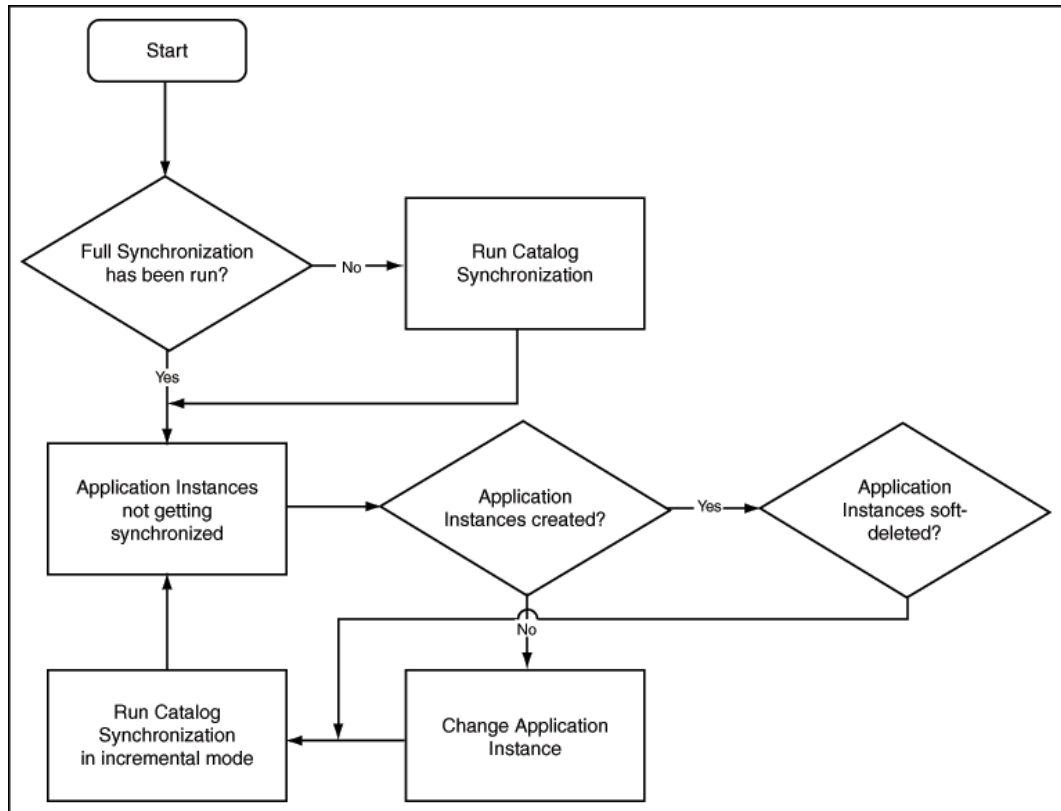 Start
Full Synchronization
has been run?
No
Run Catalog
Synchronization
Yes
Application Instances
not getting
synchronized
Application
Instances created?
Yes
Application
Instances soft-
deleted?
No
Run Catalog
Synchronization
in incremental mode
Change Application
Instance